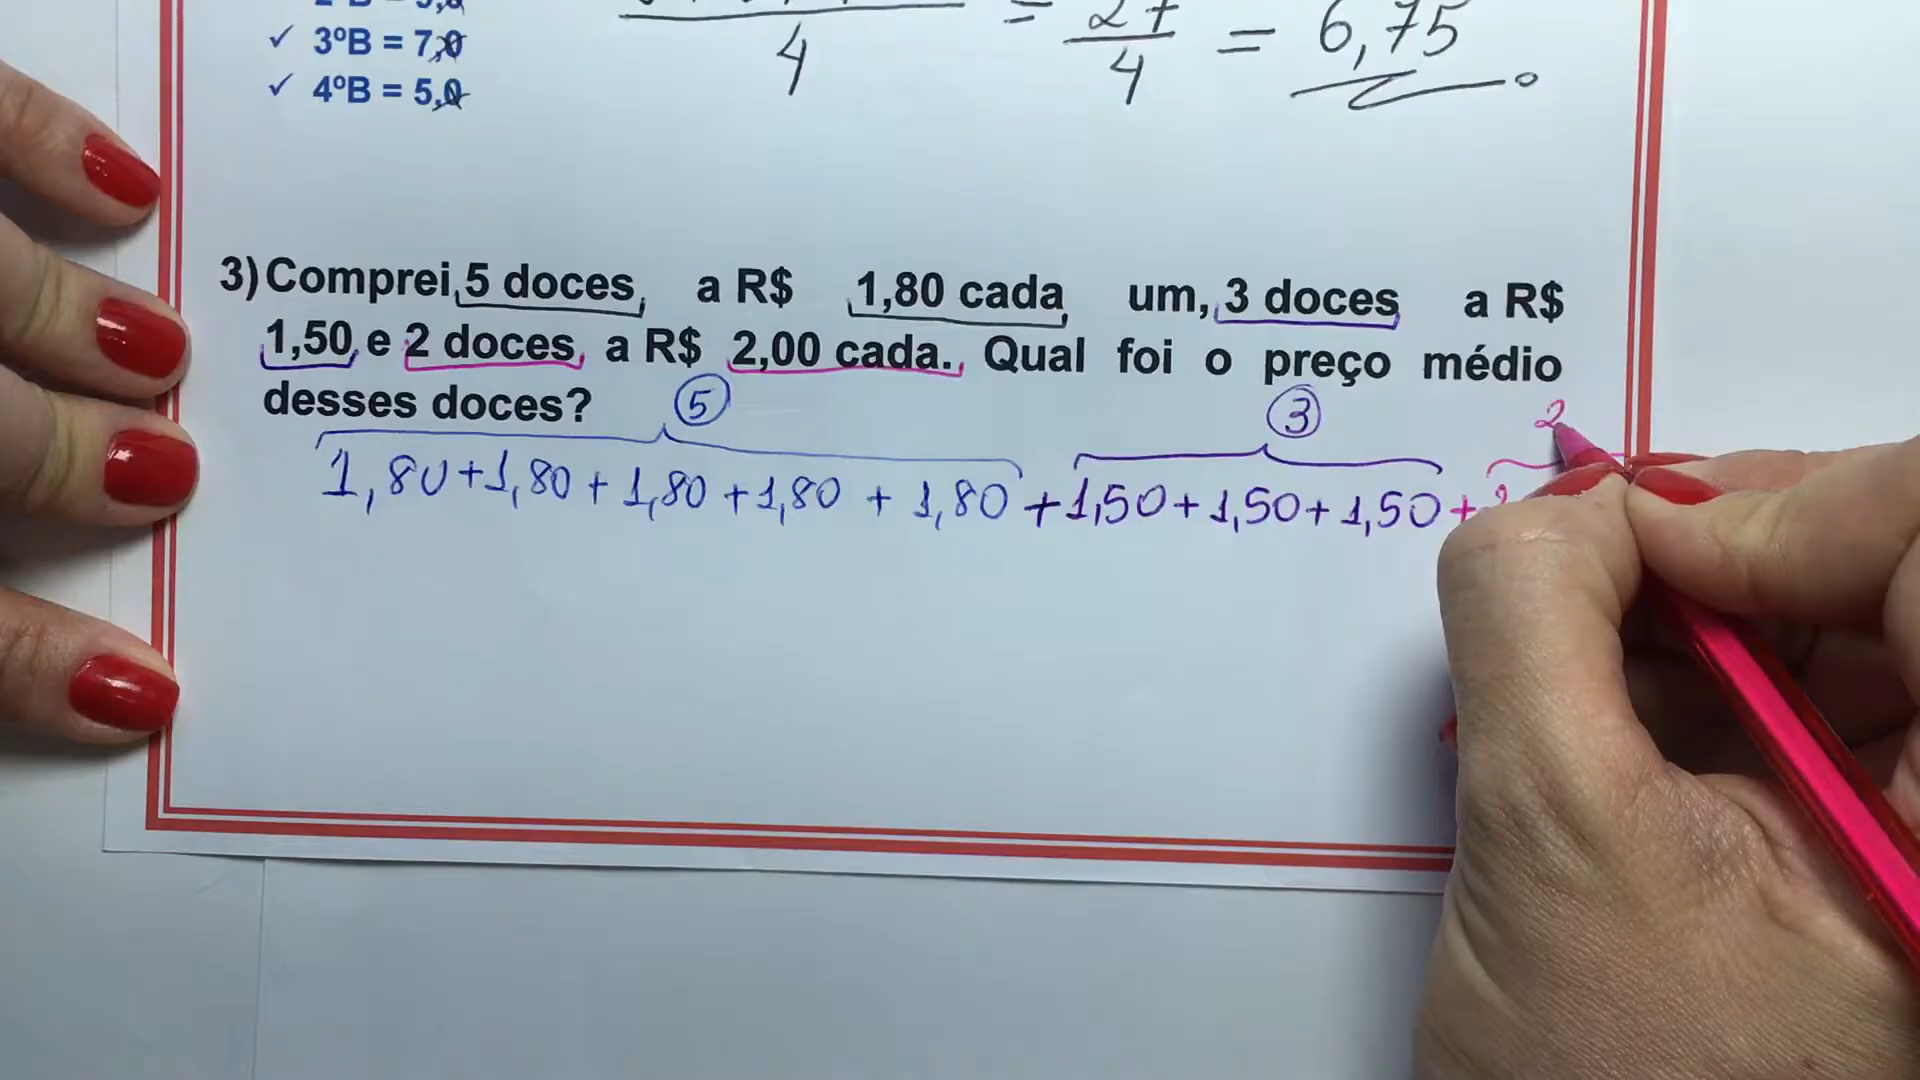 ✓ 3ºB = 7,0
✓ 4ºB = 5,0
4
= 27
4
= 6,75
3) Comprei 5 doces, a R$ 1,80 cada um, 3 doces a R$
1,50 e 2 doces, a R$ 2,00 cada. Qual foi o preço médio
desses doces?
5
3
2
1,80+1,80+1,80+1,80+1,80+1,50+1,50+1,50+